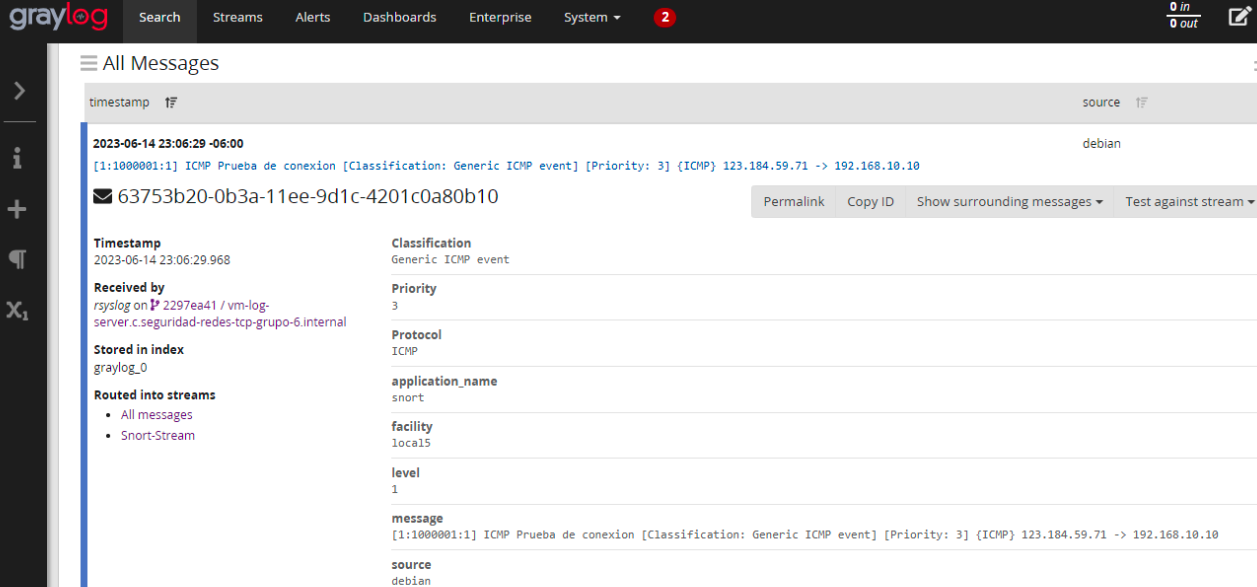 graylog
Search Streams Alerts Dashboards Enterprise System 2
0 in
0 out
All Messages
timestamp source
2023-06-14 23:06:29 -06:00 debian
[1:1000001:1] ICMP Prueba de conexion [Classification: Generic ICMP event] [Priority: 3] {ICMP} 123.184.59.71 -> 192.168.10.10
63753b20-0b3a-11ee-9d1c-4201c0a80b10
Permalink Copy ID Show surrounding messages Test against stream
Timestamp
2023-06-14 23:06:29.968
Received by
rsyslog on 2297ea41 / vm-log-
server.c.seguridad-redes-tcp-grupo-6.internal
Stored in index
graylog_0
Routed into streams
All messages
Snort-Stream
Classification
Generic ICMP event
Priority
3
Protocol
ICMP
application_name
snort
facility
local5
level
1
message
[1:1000001:1] ICMP Prueba de conexion [Classification: Generic ICMP event] [Priority: 3] {ICMP} 123.184.59.71 -> 192.168.10.10
source
debian
X1